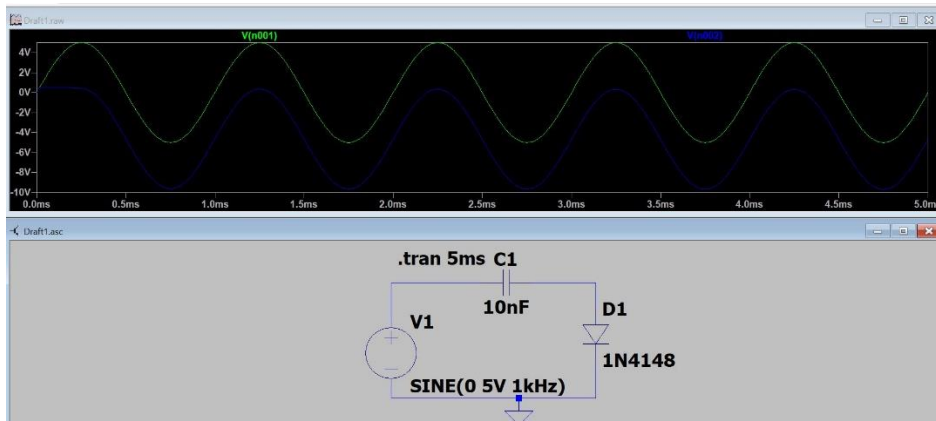 Draft1.raw
V(n001) V(n002)
4V
2V
0V
-2V
-4V
-6V
-8V
-10V
0.0ms 0.5ms 1.0ms 1.5ms 2.0ms 2.5ms 3.0ms 3.5ms 4.0ms 4.5ms 5.0m
Draft1.asc
.tran 5ms C1
10nF
D1
V1
1N4148
SINE(0 5V 1kHz)